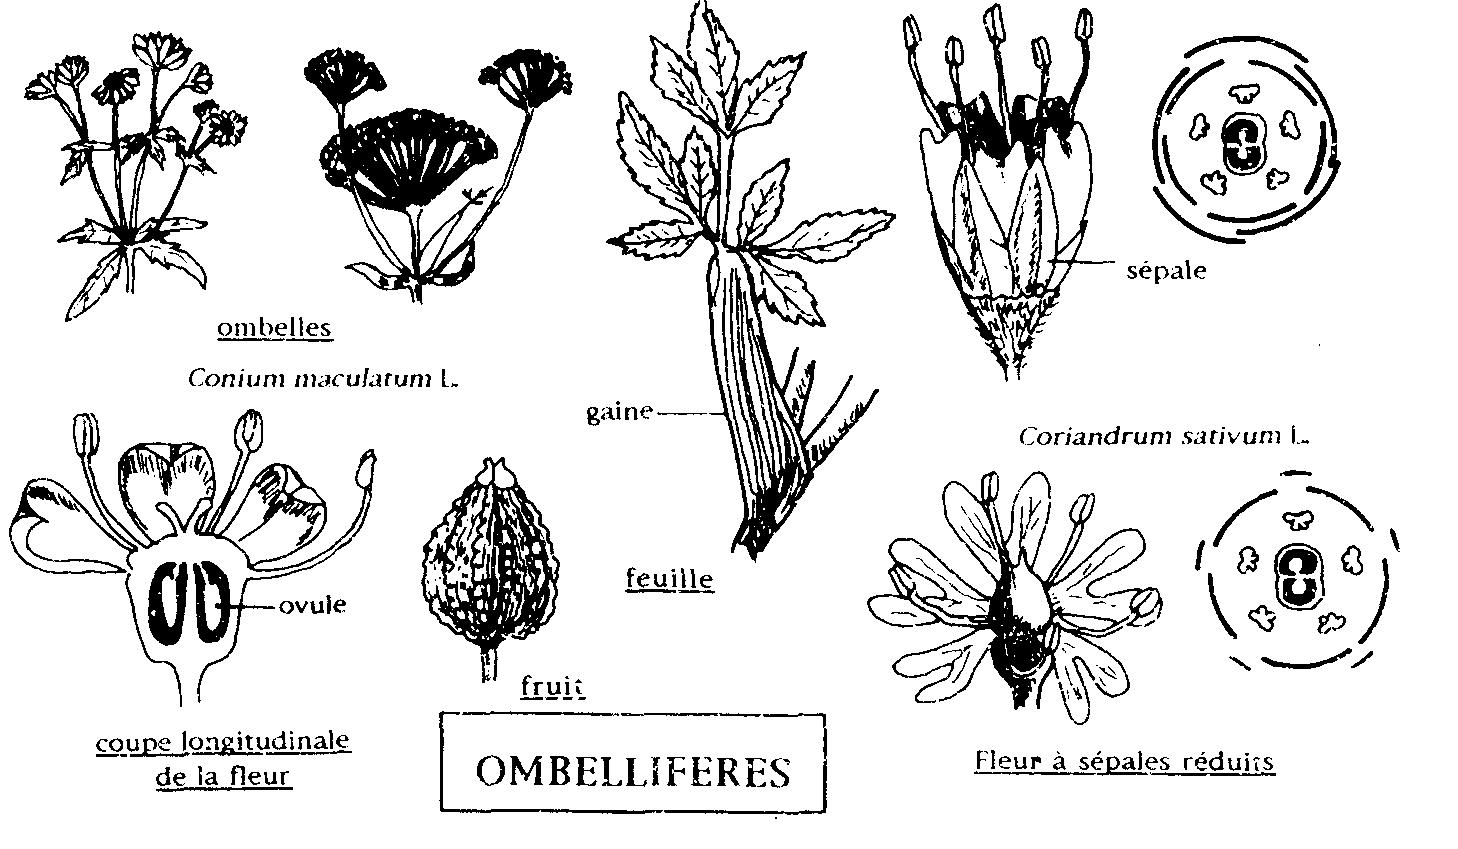 sépale
ombelles
Conium maculatum L.
gaine
Coriandrum sativum L.
ovule
feuille
fruit
coupe longitudinale
de la fleur
OMBELLIFERES
Fleur à sépales réduits